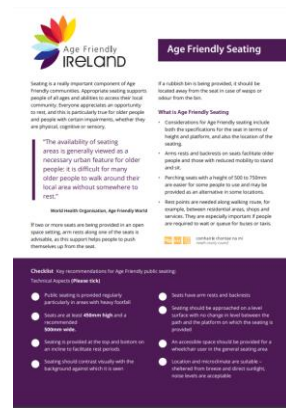 Age Friendly
IRELAND
Age Friendly Seating
Seating is a really important component of Age
Friendly communities. Appropriate seating supports
people of all ages and abilities to access their local
community. Everyone appreciates an opportunity
to rest, and this is particularly true for older people
and people with certain impairments, whether they
are physical, cognitive or sensory.
"The availability of seating
areas is generally viewed as a
necessary urban feature for older
people; it is difficult for many
older people to walk around their
local area without somewhere to
rest."
World Health Organisation, Age Friendly World
If two or more seats are being provided in an open
space setting, arm rests along one of the seats is
advisable, as this support helps people to push
themselves up from the seat.
If a rubbish bin is being provided, it should be
located away from the seat in case of wasps or
odour from the bin.
What is Age Friendly Seating
• Considerations for Age Friendly seating include
both the specifications for the seat in terms of
height and platform, and also the location of the
seating.
• Arms rests and backrests on seats facilitate older
people and those with reduced mobility to stand
and sit.
• Perching seats with a height of 500 to 750mm
are easier for some people to use and may be
provided as an alternative in some locations.
• Rest points are needed along walking route, for
example, between residential areas, shops and
services. They are especially important if people
are required to wait or queue for buses or taxis.
Checklist Key recommendations for Age Friendly public seating:
Technical Aspects (Please tick)
Public seating is provided regularly
particularly in areas with heavy footfall
Seats are at least 450mm high and a
recommended
500mm wide.
Seating is provided at the top and bottom on
an incline to facilitate rest periods
Seating should contrast visually with the
background against which it is seen
Seats have arm rests and backrests
Seating should be approached on a level
surface with no change in level between the
path and the platform on which the seating is
provided
An accessible space should be provided for a
wheelchair user in the general seating area
Location and microclimate are suitable –
sheltered from breeze and direct sunlight,
noise levels are acceptable